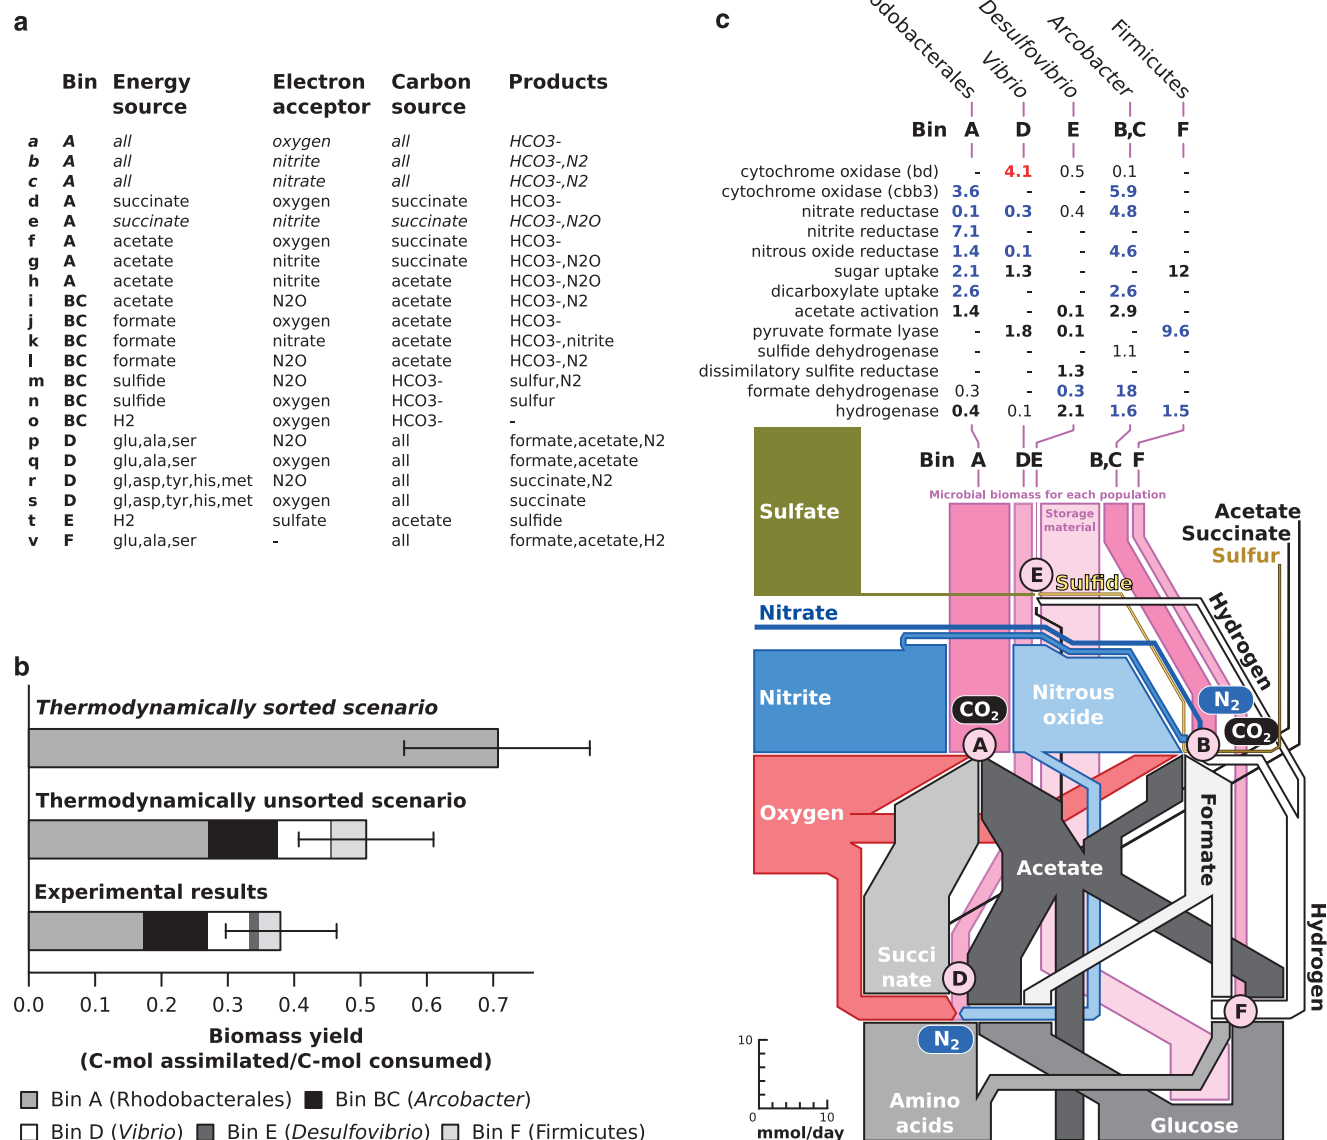 a
Bin Energy source Electron acceptor Carbon source Products
a A all oxygen all HCO3-
b A all nitrite all HCO3-,N2
c A all nitrate all HCO3-,N2
d A succinate oxygen succinate HCO3-
e A succinate nitrite succinate HCO3-,N2O
f A acetate oxygen succinate HCO3-
g A acetate nitrite succinate HCO3-,N2O
h A acetate nitrite acetate HCO3-,N2O
i BC acetate N2O acetate HCO3-,N2
j BC formate oxygen acetate HCO3-
k BC formate nitrate acetate HCO3-,nitrite
l BC formate N2O acetate HCO3-,N2
m BC sulfide N2O HCO3- sulfur,N2
n BC sulfide oxygen HCO3- sulfur
o BC H2 oxygen HCO3- -
p D glu,ala,ser N2O all formate,acetate,N2
q D glu,ala,ser oxygen all formate,acetate
r D gl,asp,tyr,his,met N2O all succinate,N2
s D gl,asp,tyr,his,met oxygen all succinate
t E H2 sulfate acetate sulfide
v F glu,ala,ser - all formate,acetate,H2
b
Thermodynamically sorted scenario
Thermodynamically unsorted scenario
Experimental results
0.0 0.1 0.2 0.3 0.4 0.5 0.6 0.7
Biomass yield
(C-mol assimilated/C-mol consumed)
Bin A (Rhodobacterales) Bin BC (Arcobacter)
Bin D (Vibrio) Bin E (Desulfovibrio) Bin F (Firmicutes)
c
odobacterales Vibrio Desulfovibrio Arcobacter Firmicutes
Bin A D E B,C F
cytochrome oxidase (bd) - 4.1 0.5 0.1 -
cytochrome oxidase (cbb3) 3.6 - - 5.9 -
nitrate reductase 0.1 0.3 0.4 4.8 -
nitrite reductase 7.1 - - - -
nitrous oxide reductase 1.4 0.1 - 4.6 -
sugar uptake 2.1 1.3 - - 12
dicarboxylate uptake 2.6 - - 2.6 -
acetate activation 1.4 - 0.1 2.9 -
pyruvate formate lyase - 1.8 0.1 - 9.6
sulfide dehydrogenase - - - 1.1 -
dissimilatory sulfite reductase - - 1.3 - -
formate dehydrogenase 0.3 - 0.3 18 -
hydrogenase 0.4 0.1 2.1 1.6 1.5
Bin A D E B,C F
Microbial biomass for each population
Sulfate
Storage
material
Acetate
Succinate
Sulfur
E
Sulfide
Hydrogen
Nitrate
Nitrite
Nitrous
oxide
N2
CO2
CO2
A
B
Oxygen
Formate
Acetate
Hydrogen
Succi
nate
D
F
N2
10
0 10
mmol/day
Amino
acids
Glucose